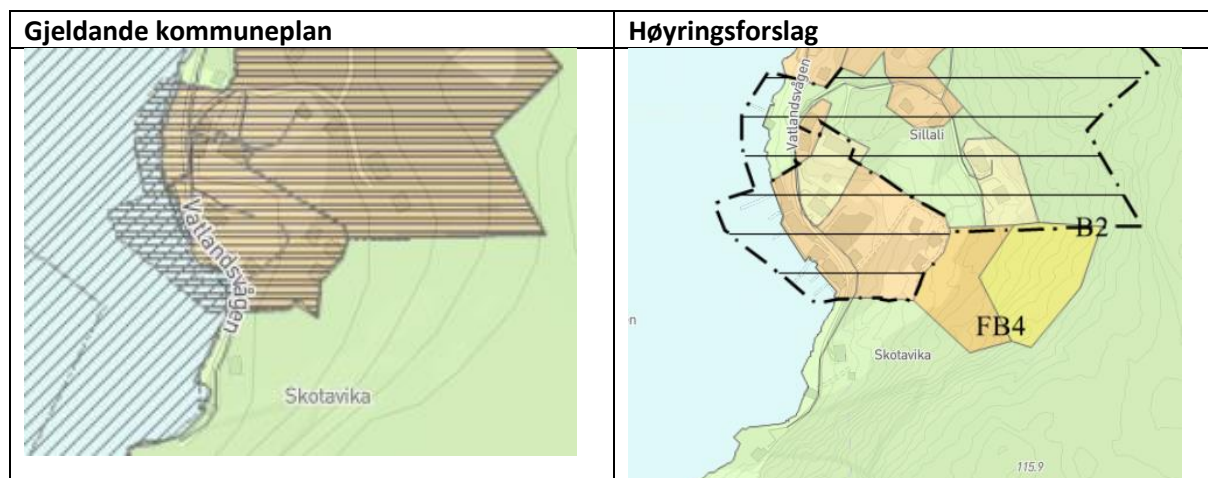 Gjeldande kommuneplan
Høyringsforslag
Vatlandsvågen
Skotavika
Vatlandsvågen
Sillali
B2
FB4
Skotavika
115.9